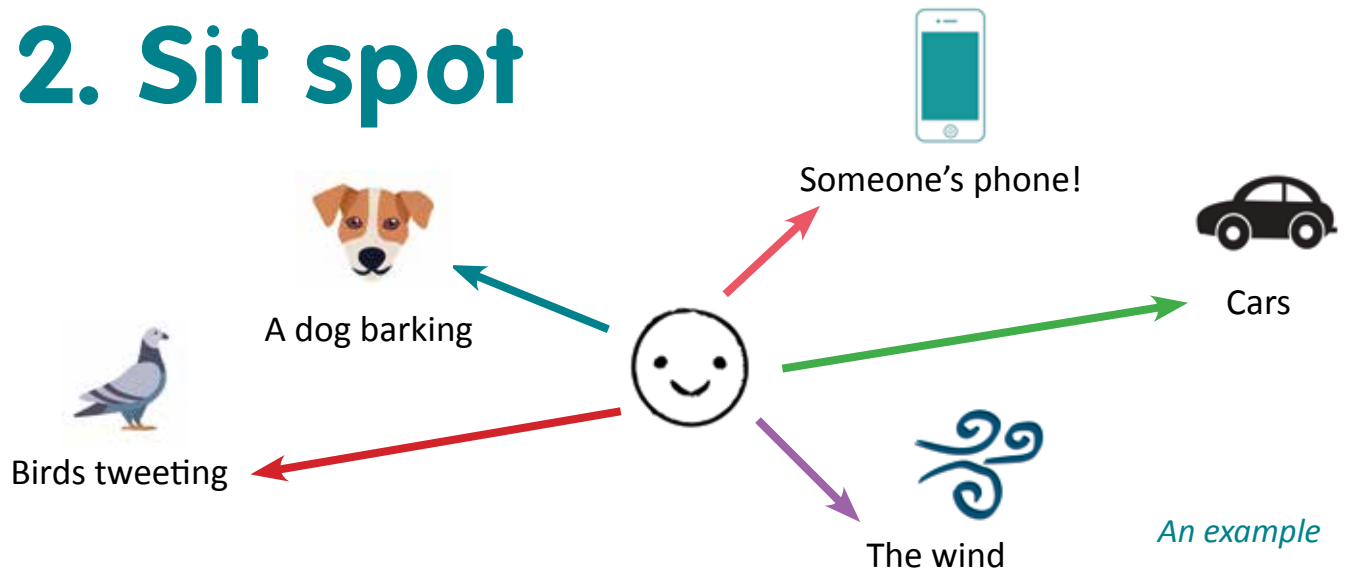 2. Sit spot
Someone’s phone!
Cars
A dog barking
Birds tweeting
The wind
An example